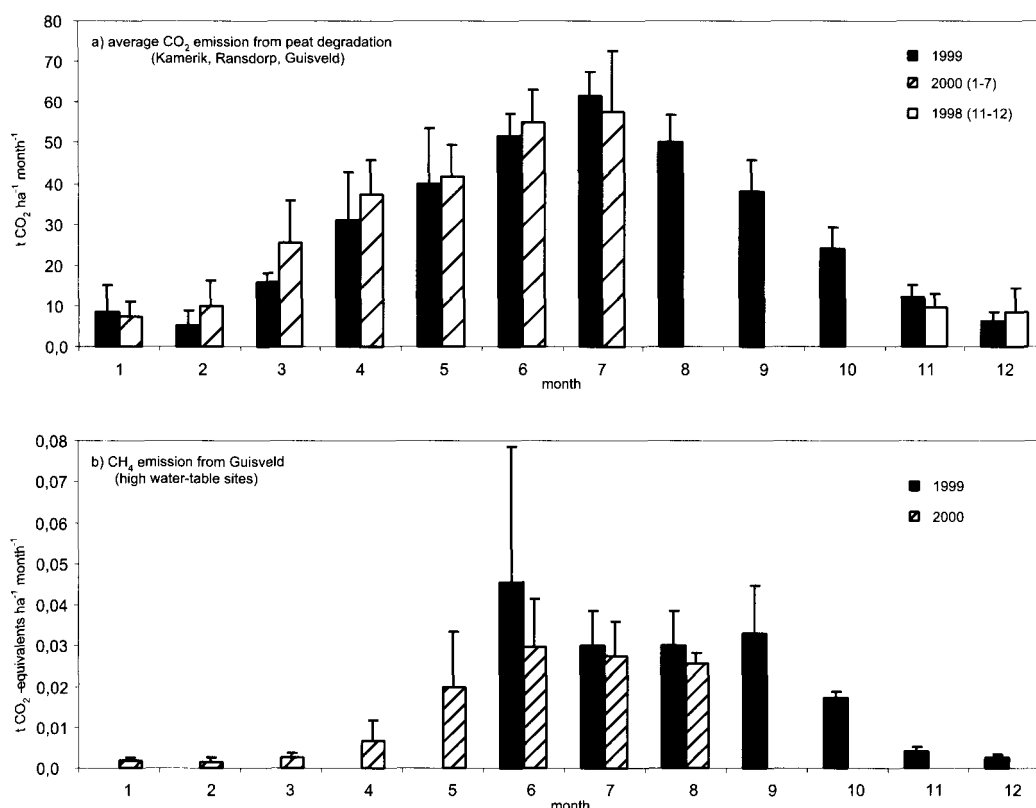 80
70
60
50
40
30
20
10
0,0
t CO₂ ha⁻¹ month⁻¹
a) average CO₂ emission from peat degradation
(Kamerik, Ransdorp, Guisveld)
1999
2000 (1-7)
1998 (11-12)
1 2 3 4 5 6 7 8 9 10 11 12
month
0,08
0,07
0,06
0,05
0,04
0,03
0,02
0,01
0,0
t CO₂ -equivalents ha⁻¹ month⁻¹
b) CH₄ emission from Guisveld
(high water-table sites)
1999
2000
1 2 3 4 5 6 7 8 9 10 11 12
month